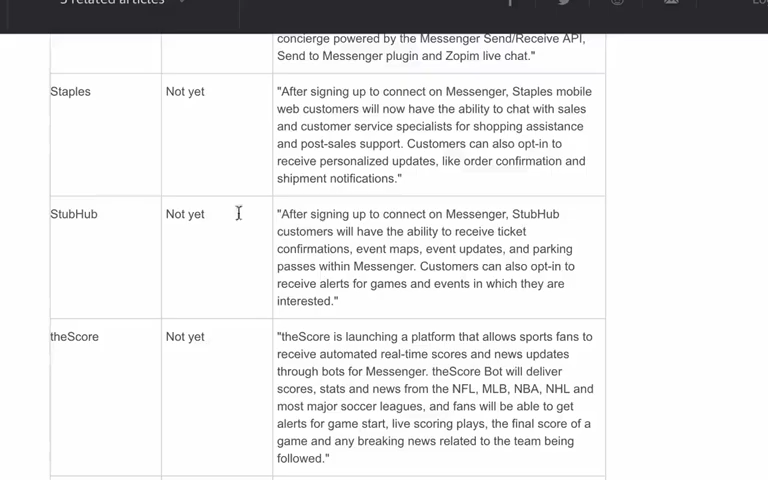 3 related articles
concierge powered by the Messenger Send/Receive API,
Send to Messenger plugin and Zopim live chat."
Staples
Not yet
"After signing up to connect on Messenger, Staples mobile
web customers will now have the ability to chat with sales
and customer service specialists for shopping assistance
and post-sales support. Customers can also opt-in to
receive personalized updates, like order confirmation and
shipment notifications."
StubHub
Not yet
"After signing up to connect on Messenger, StubHub
customers will have the ability to receive ticket
confirmations, event maps, event updates, and parking
passes within Messenger. Customers can also opt-in to
receive alerts for games and events in which they are
interested."
theScore
Not yet
"theScore is launching a platform that allows sports fans to
receive automated real-time scores and news updates
through bots for Messenger. theScore Bot will deliver
scores, stats and news from the NFL, MLB, NBA, NHL and
most major soccer leagues, and fans will be able to get
alerts for game start, live scoring plays, the final score of a
game and any breaking news related to the team being
followed."